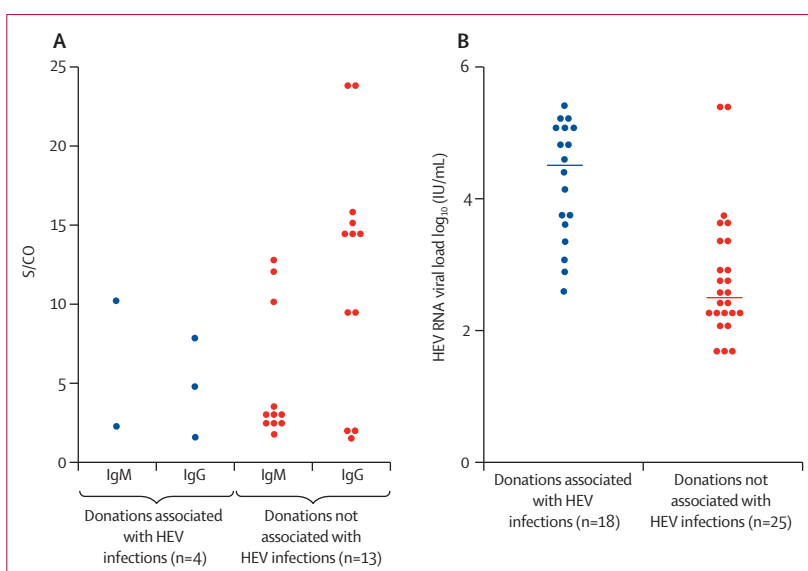 A
B
25
20
15
10
5
0
S/CO
IgM
IgG
IgM
IgG
Donations associated
with HEV
infections (n=4)
Donations not
associated with
HEV infections (n=13)
6
4
2
0
HEV RNA viral load log10 (IU/mL)
Donations associated
with HEV
infections (n=18)
Donations not
associated with
HEV infections (n=25)